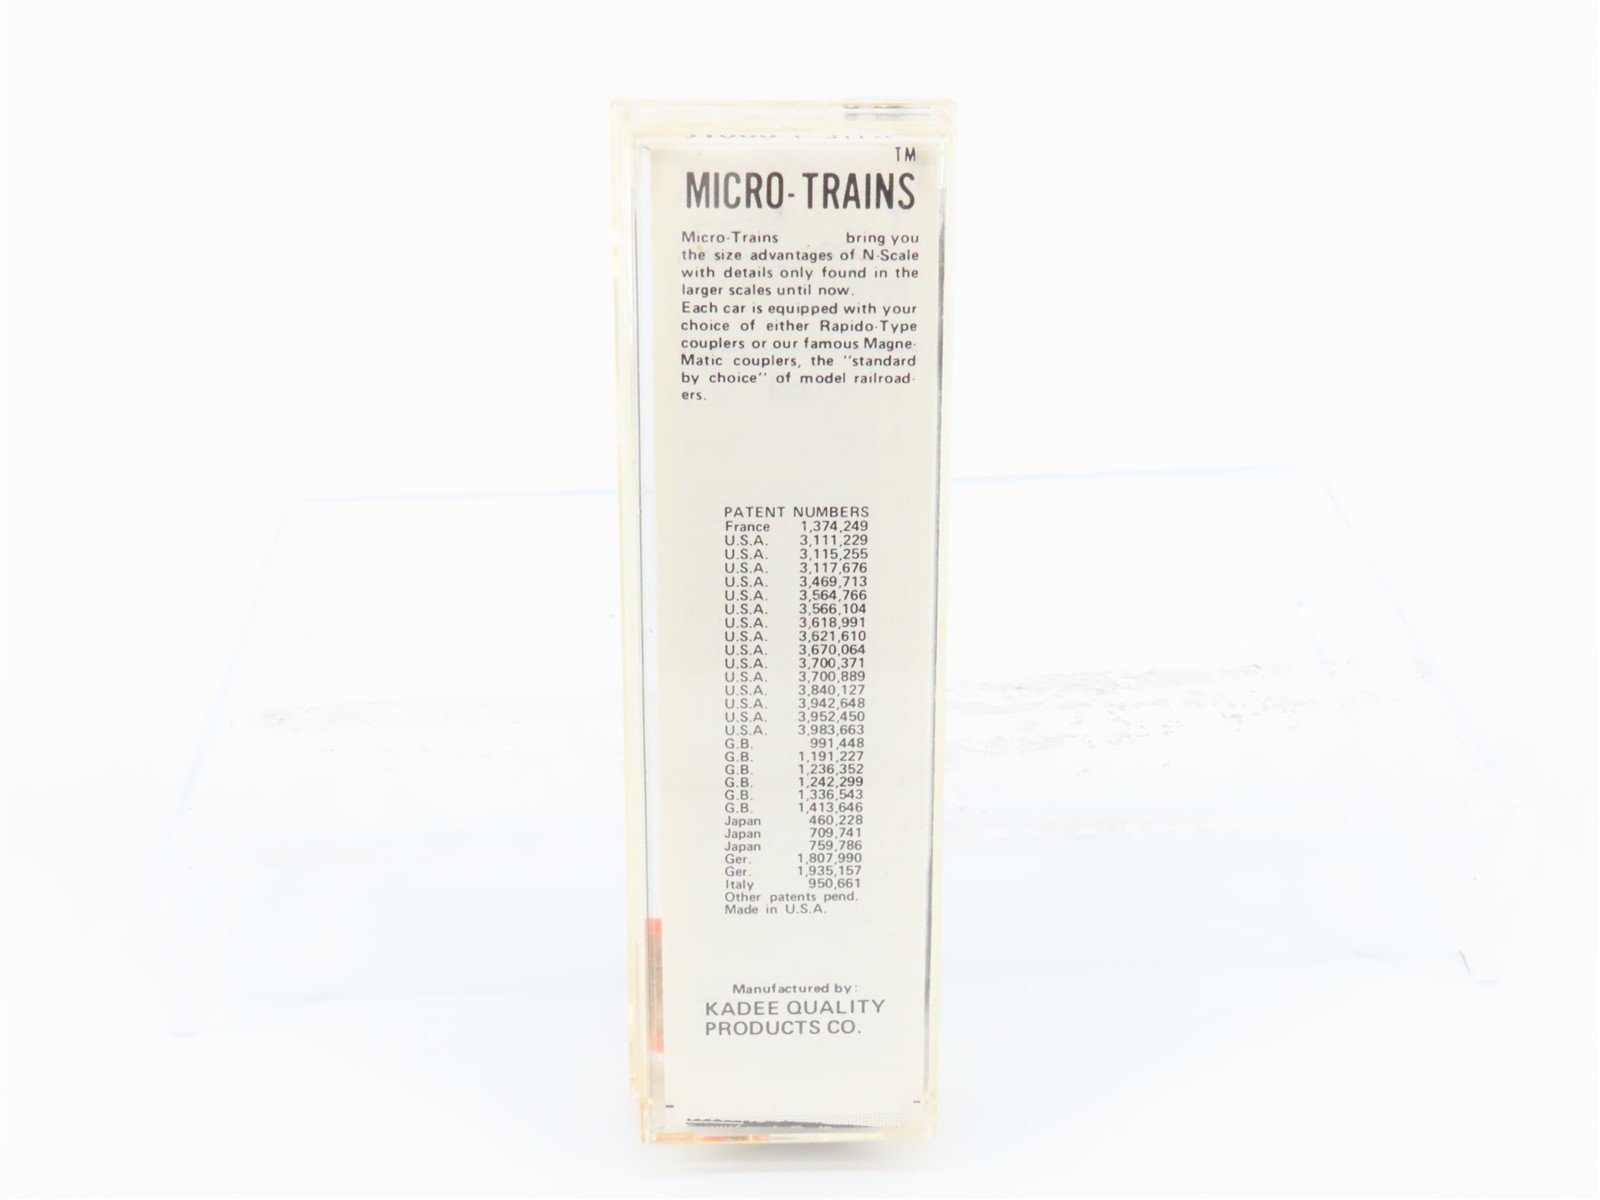 TM
MICRO-TRAINS
Micro-Trains bring you
the size advantages of N-Scale
with details only found in the
larger scales until now.
Each car is equipped with your
choice of either Rapido-Type
couplers or our famous Magne-
Matic couplers, the "standard
by choice" of model railroad-
ers.
PATENT NUMBERS
France 1,374,249
U.S.A. 3,111,229
U.S.A. 3,115,255
U.S.A. 3,117,676
U.S.A. 3,469,713
U.S.A. 3,564,766
U.S.A. 3,566,104
U.S.A. 3,618,991
U.S.A. 3,621,610
U.S.A. 3,670,064
U.S.A. 3,700,371
U.S.A. 3,700,889
U.S.A. 3,840,127
U.S.A. 3,942,648
U.S.A. 3,952,450
U.S.A. 3,983,663
G.B. 991,448
G.B. 1,191,227
G.B. 1,236,352
G.B. 1,242,299
G.B. 1,336,543
G.B. 1,413,646
Japan 460,228
Japan 709,741
Japan 759,786
Ger. 1,807,990
Ger. 1,935,157
Italy 950,661
Other patents pend.
Made in U.S.A.
Manufactured by:
KADEE QUALITY
PRODUCTS CO.